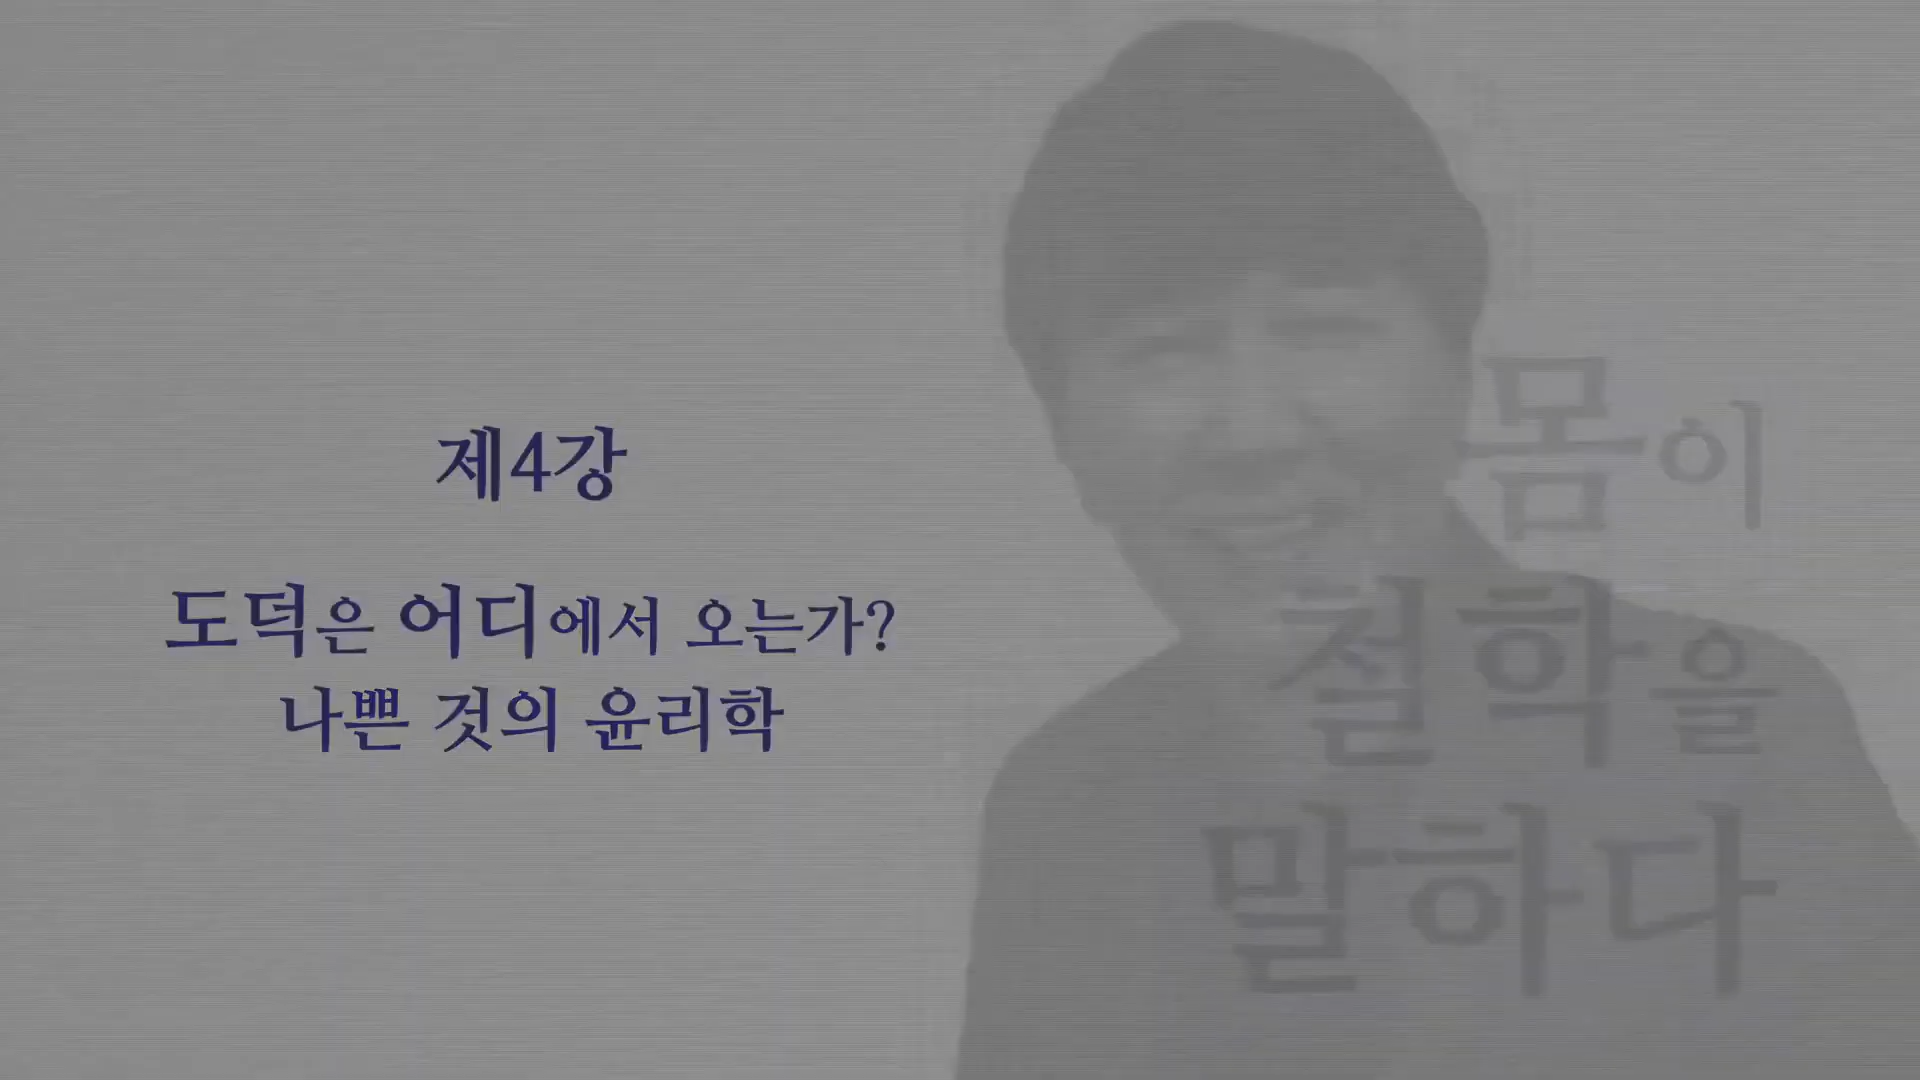 제4강
도덕은 어디에서 오는가?
나쁜 것의 윤리학
몸이
철학을
말하다